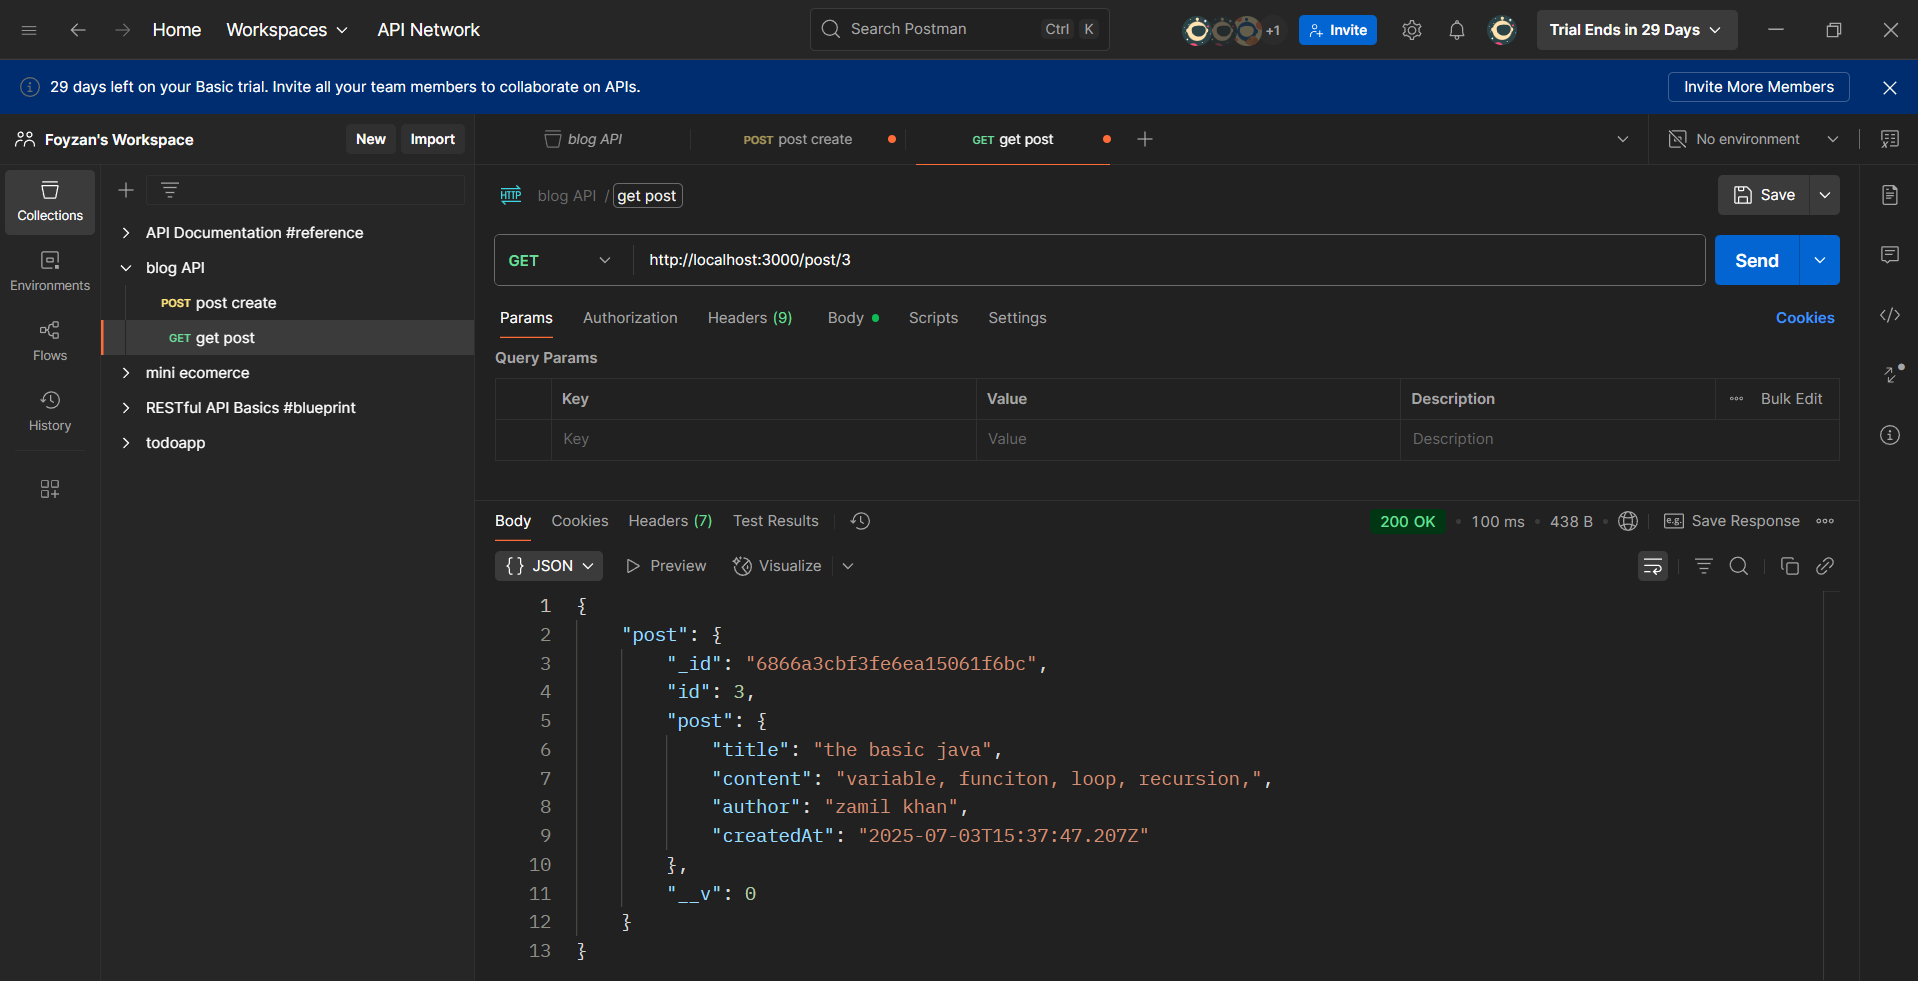 Home Workspaces API Network Search Postman Ctrl K +1 Invite Trial Ends in 29 Days
29 days left on your Basic trial. Invite all your team members to collaborate on APIs. Invite More Members
Foyzan's Workspace New Import blog API POST post create GET get post No environment
Collections
Environments
Flows
History
API Documentation #reference
blog API
POST post create
GET get post
mini ecomerce
RESTful API Basics #blueprint
todoapp
HTTP blog API / get post Save
GET http://localhost:3000/post/3 Send
Params Authorization Headers (9) Body Scripts Settings Cookies
Query Params
Key Value Description Bulk Edit
Key Value Description
Body Cookies Headers (7) Test Results 200 OK 100 ms 438 B e.g. Save Response
{} JSON Preview Visualize
1 {
2 "post": {
3 "_id": "6866a3cbf3fe6ea15061f6bc",
4 "id": 3,
5 "post": {
6 "title": "the basic java",
7 "content": "variable, funciton, loop, recursion,",
8 "author": "zamil khan",
9 "createdAt": "2025-07-03T15:37:47.207Z"
10 },
11 "__v": 0
12 }
13 }